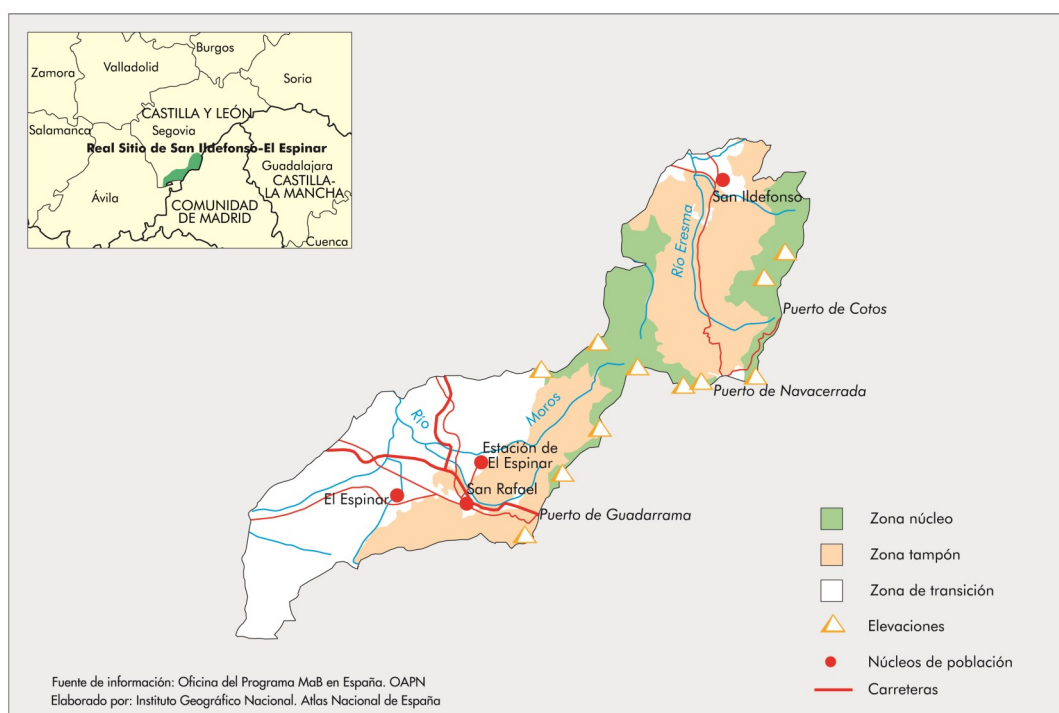 Burgos
Valladolid
Zamora
Soria
CASTILLA Y LEÓN
Salamanca
Segovia
Real Sitio de San Ildefonso-El Espinar
Guadalajara
CASTILLA-
LA MANCHA
Ávila
COMUNIDAD
DE MADRID
Cuenca
San Ildefonso
Río Eresma
Puerto de Cotos
Puerto de Navacerrada
Río
Moros
Estación de
El Espinar
San Rafael
El Espinar
Puerto de Guadarrama
Zona núcleo
Zona tampón
Zona de transición
Elevaciones
Núcleos de población
Carreteras
Fuente de información: Oficina del Programa MaB en España. OAPN
Elaborado por: Instituto Geográfico Nacional. Atlas Nacional de España